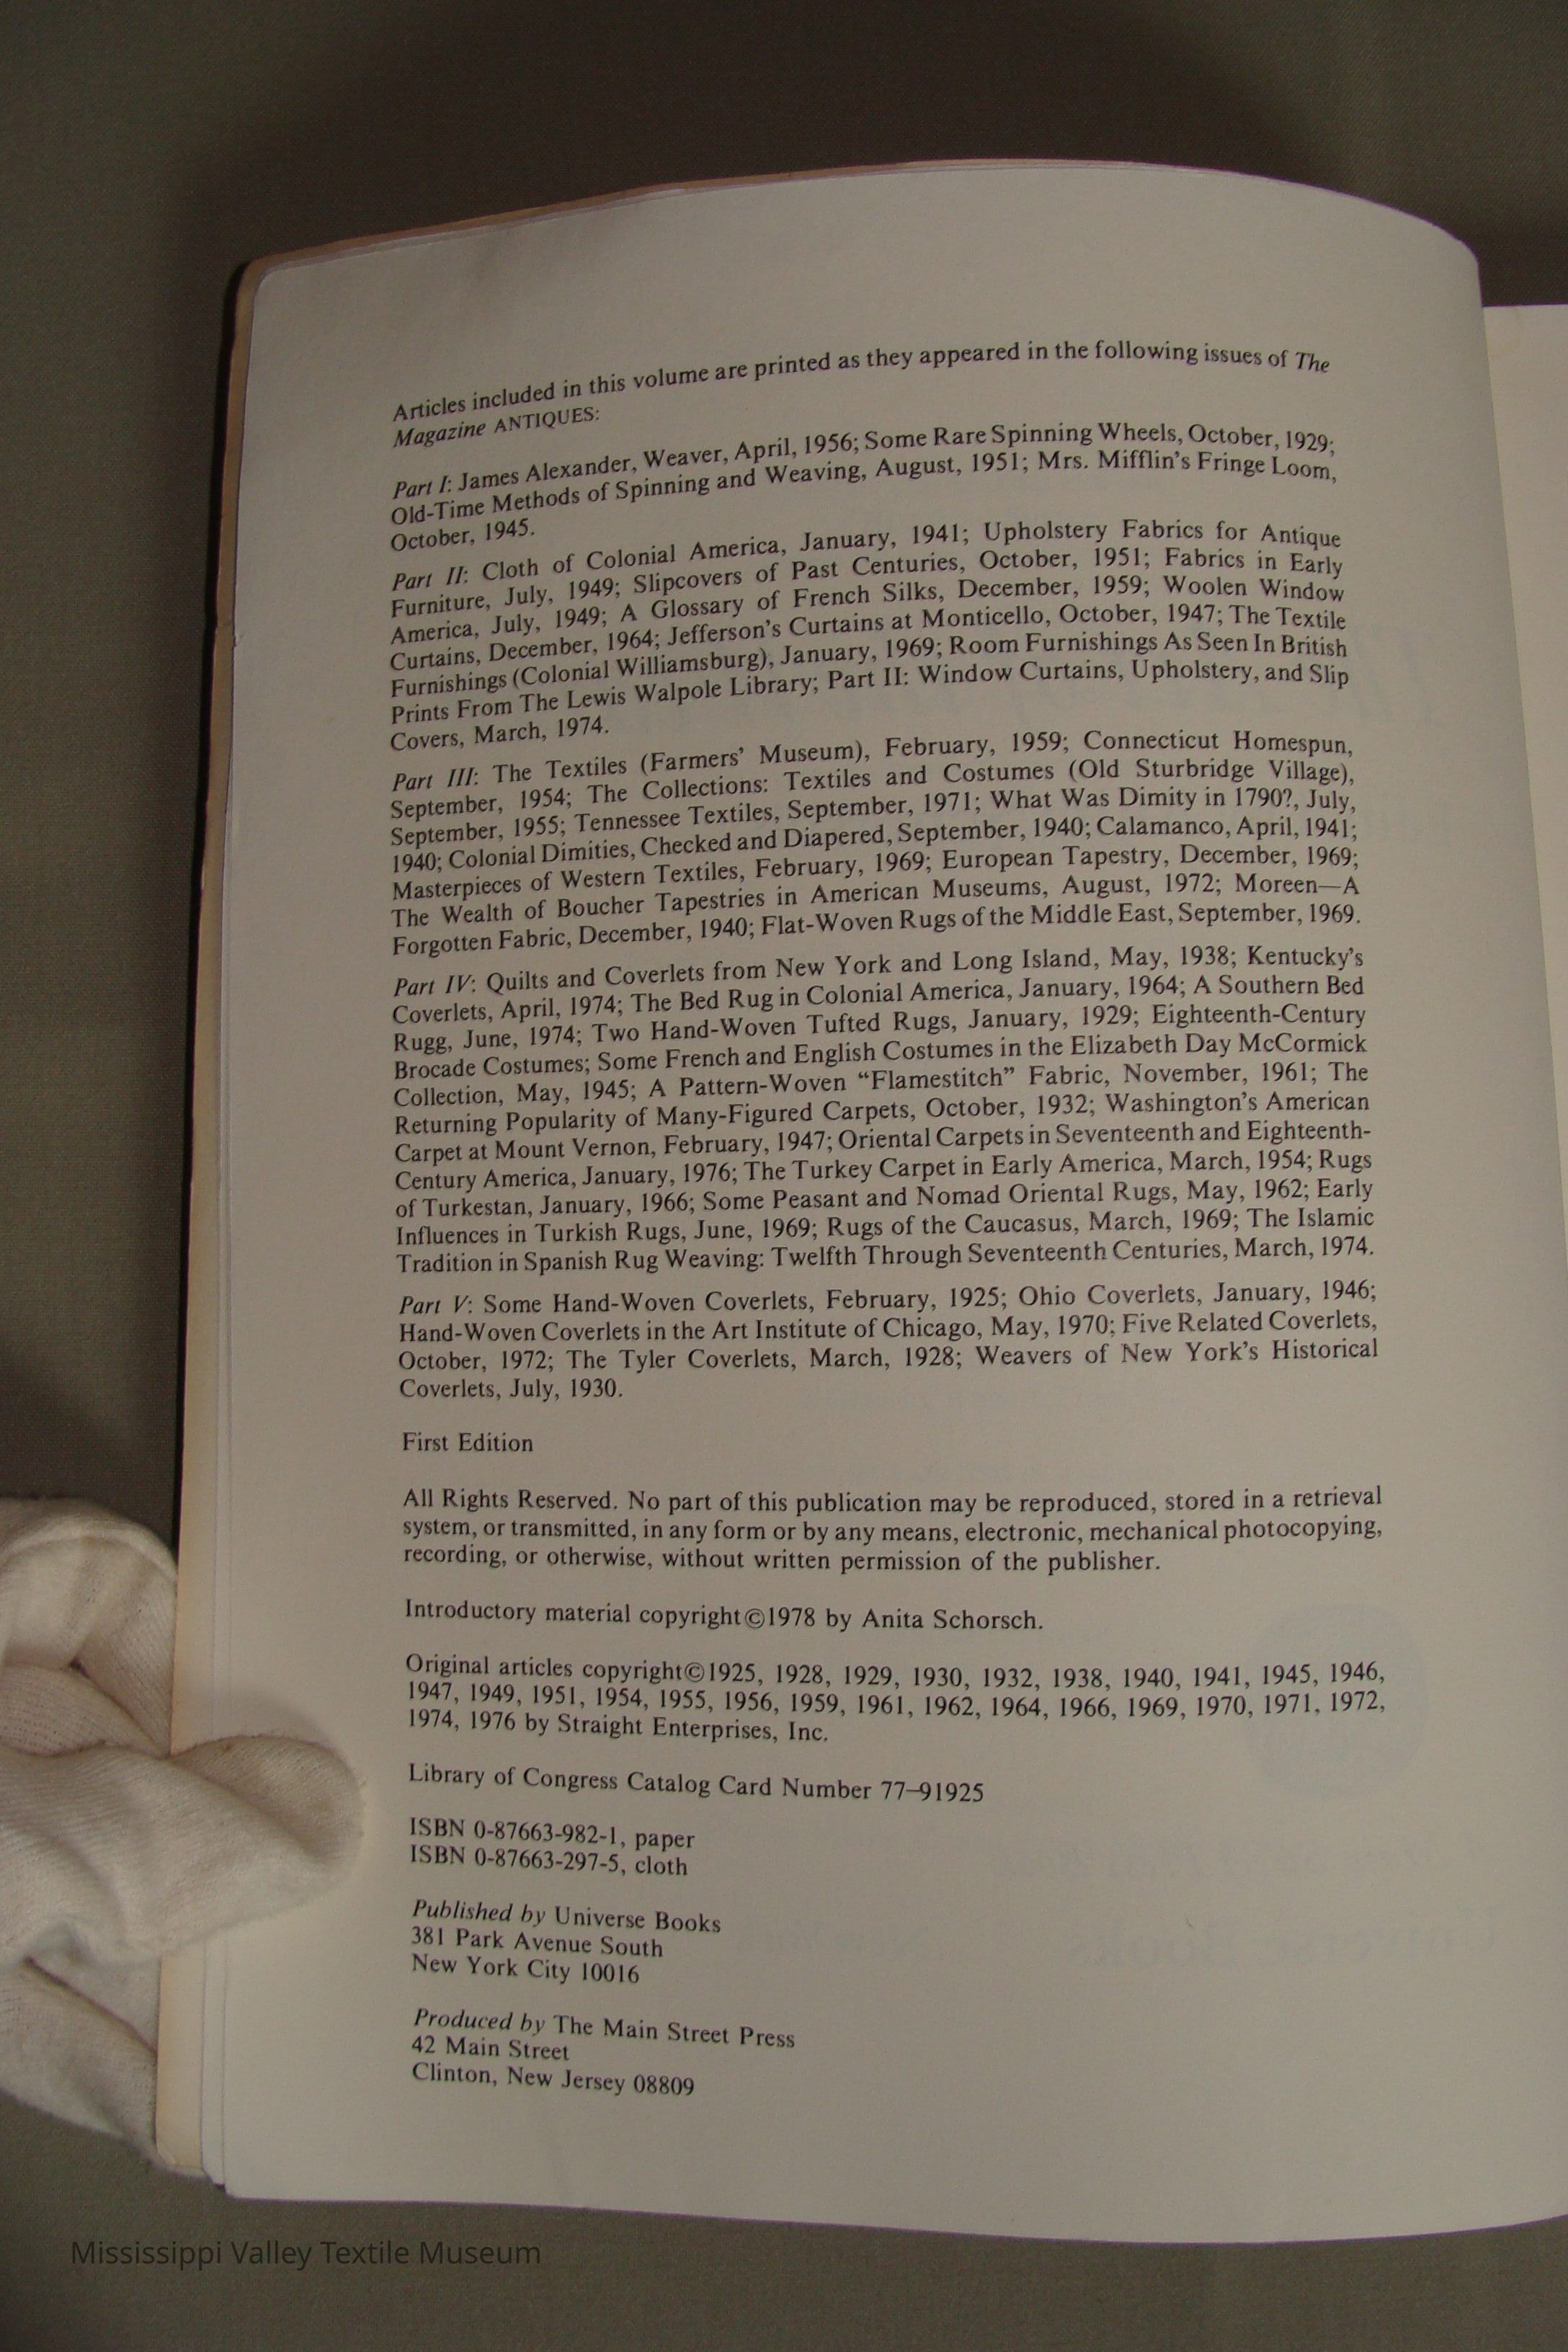 Articles included in this volume are printed as they appeared in the following issues of The
Magazine ANTIQUES:
Part I: James Alexander, Weaver, April, 1956; Some Rare Spinning Wheels, October, 1929;
Old-Time Methods of Spinning and Weaving, August, 1951; Mrs. Mifflin's Fringe Loom,
October, 1945.
Part II: Cloth of Colonial America, January, 1941; Upholstery Fabrics for Antique
Furniture, July, 1949; Slipcovers of Past Centuries, October, 1951; Fabrics in Early
America, July, 1949; A Glossary of French Silks, December, 1959; Woolen Window
Curtains, December, 1964; Jefferson's Curtains at Monticello, October, 1947; The Textile
Furnishings (Colonial Williamsburg), January, 1969; Room Furnishings As Seen In British
Prints From The Lewis Walpole Library; Part II: Window Curtains, Upholstery, and Slip
Covers, March, 1974.
Part III: The Textiles (Farmers' Museum), February, 1959; Connecticut Homespun,
September, 1954; The Collections: Textiles and Costumes (Old Sturbridge Village),
September, 1955; Tennessee Textiles, September, 1971; What Was Dimity in 1790?, July,
1940; Colonial Dimities, Checked and Diapered, September, 1940; Calamanco, April, 1941;
Masterpieces of Western Textiles, February, 1969; European Tapestry, December, 1969;
The Wealth of Boucher Tapestries in American Museums, August, 1972; Moreen—A
Forgotten Fabric, December, 1940; Flat-Woven Rugs of the Middle East, September, 1969.
Part IV: Quilts and Coverlets from New York and Long Island, May, 1938; Kentucky's
Coverlets, April, 1974; The Bed Rug in Colonial America, January, 1964; A Southern Bed
Rugg, June, 1974; Two Hand-Woven Tufted Rugs, January, 1929; Eighteenth-Century
Brocade Costumes; Some French and English Costumes in the Elizabeth Day McCormick
Collection, May, 1945; A Pattern-Woven “Flamestitch” Fabric, November, 1961; The
Returning Popularity of Many-Figured Carpets, October, 1932; Washington's American
Carpet at Mount Vernon, February, 1947; Oriental Carpets in Seventeenth and Eighteenth-
Century America, January, 1976; The Turkey Carpet in Early America, March, 1954; Rugs
of Turkestan, January, 1966; Some Peasant and Nomad Oriental Rugs, May, 1962; Early
Influences in Turkish Rugs, June, 1969; Rugs of the Caucasus, March, 1969; The Islamic
Tradition in Spanish Rug Weaving: Twelfth Through Seventeenth Centuries, March, 1974.
Part V: Some Hand-Woven Coverlets, February, 1925; Ohio Coverlets, January, 1946;
Hand-Woven Coverlets in the Art Institute of Chicago, May, 1970; Five Related Coverlets,
October, 1972; The Tyler Coverlets, March, 1928; Weavers of New York's Historical
Coverlets, July, 1930.
First Edition
All Rights Reserved. No part of this publication may be reproduced, stored in a retrieval
system, or transmitted, in any form or by any means, electronic, mechanical photocopying,
recording, or otherwise, without written permission of the publisher.
Introductory material copyright©1978 by Anita Schorsch.
Original articles copyright©1925, 1928, 1929, 1930, 1932, 1938, 1940, 1941, 1945, 1946,
1947, 1949, 1951, 1954, 1955, 1956, 1959, 1961, 1962, 1964, 1966, 1969, 1970, 1971, 1972,
1974, 1976 by Straight Enterprises, Inc.
Library of Congress Catalog Card Number 77–91925
ISBN 0-87663-982-1, paper
ISBN 0-87663-297-5, cloth
Published by Universe Books
381 Park Avenue South
New York City 10016
Produced by The Main Street Press
42 Main Street
Clinton, New Jersey 08809
Mississippi Valley Textile Museum